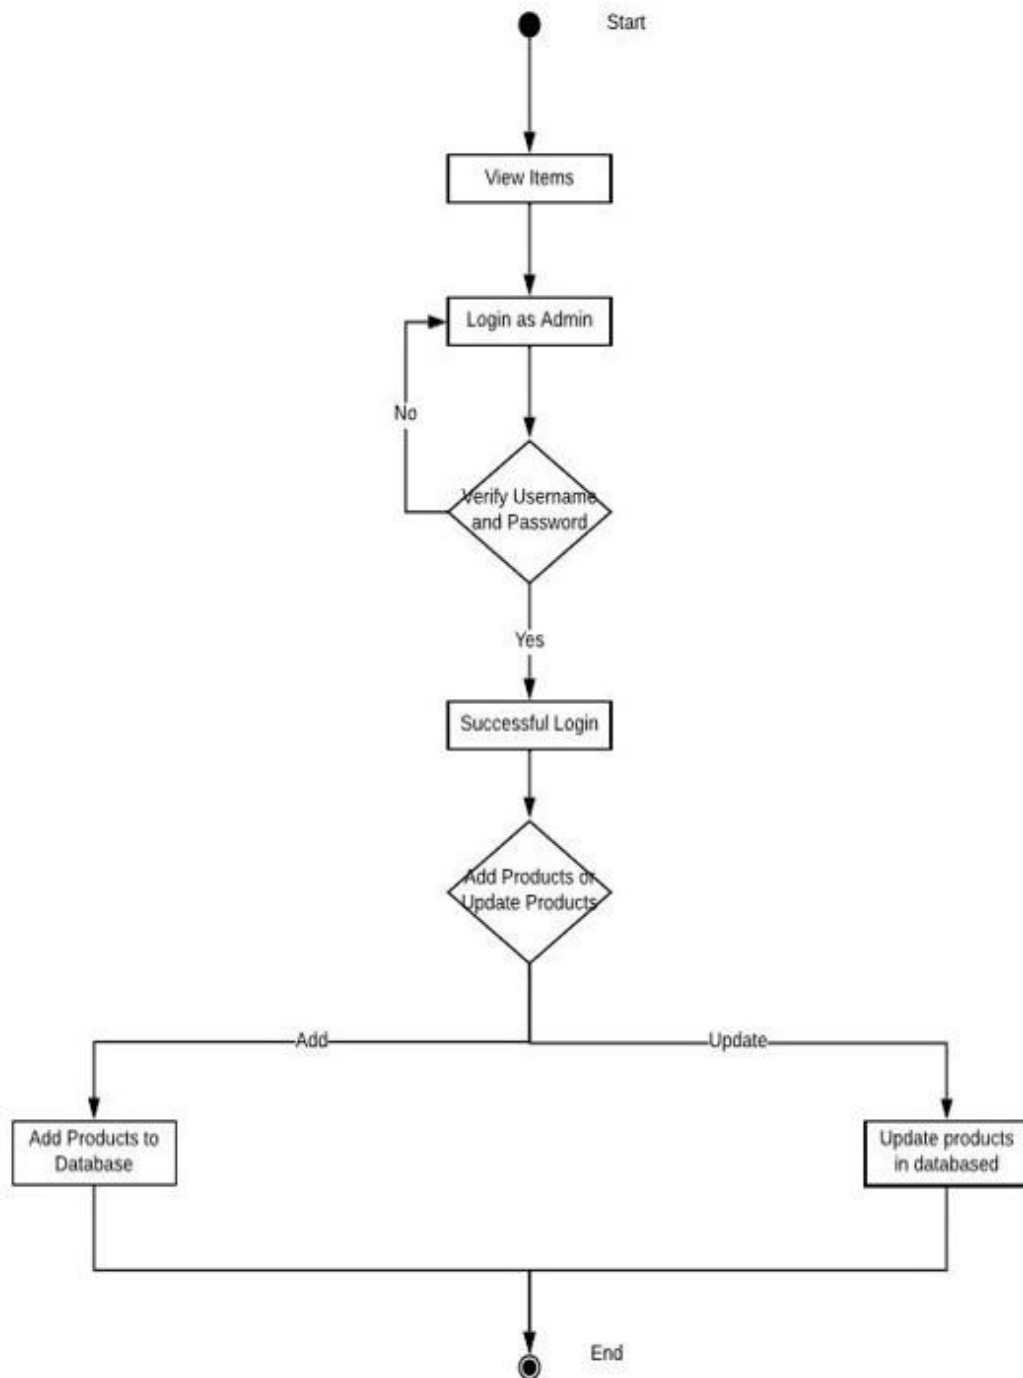 Start
View Items
Login as Admin
No
Verify Username
and Password
Yes
Successful Login
Add Products or
Update Products
Add
Update
Add Products to
Database
Update products
in databased
End